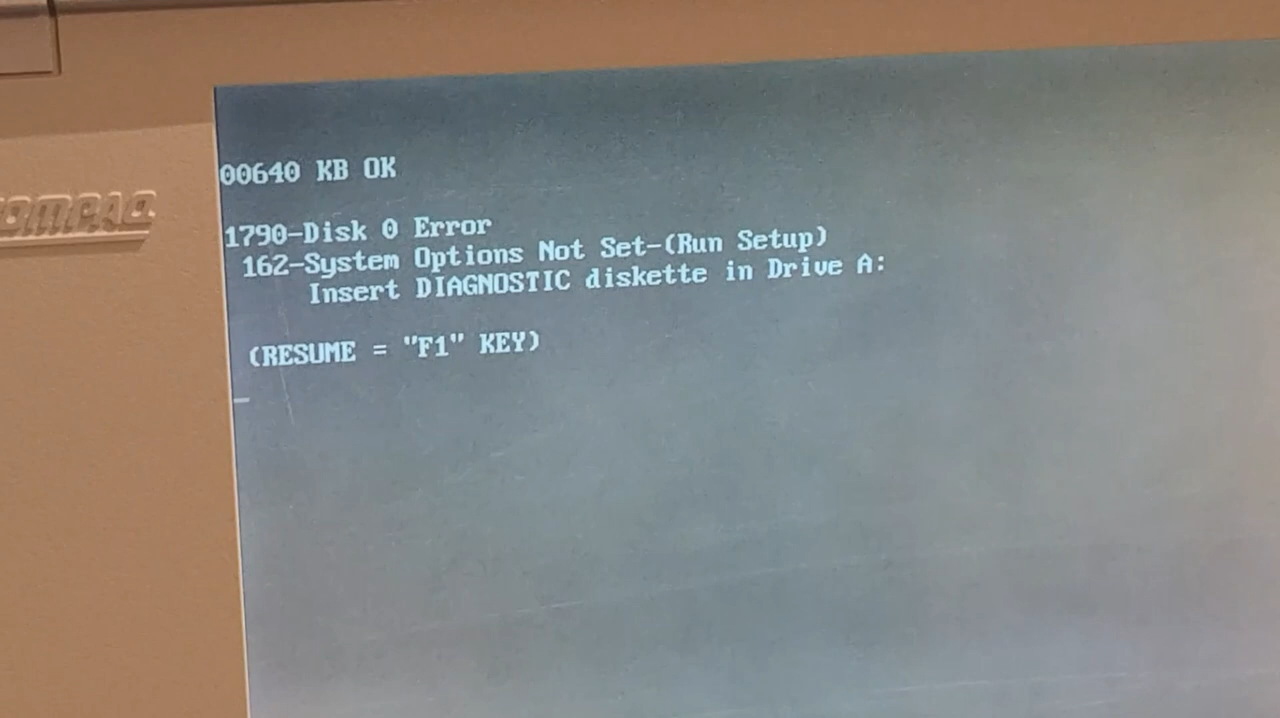 COMPAQ
00640 KB OK
1790-Disk 0 Error
162-System Options Not Set-(Run Setup)
Insert DIAGNOSTIC diskette in Drive A:
(RESUME = "F1" KEY)